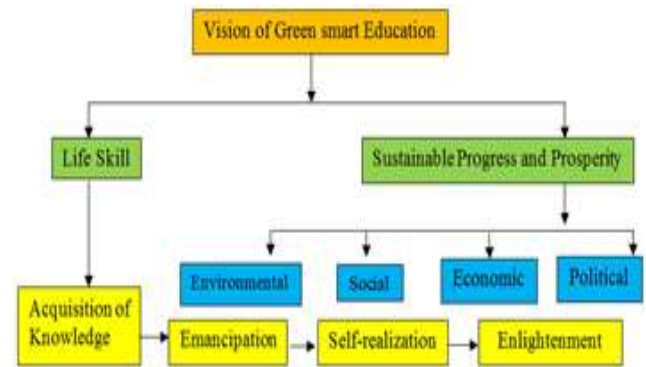 Vision of Green smart Education
Life Skill
Sustainable Progress and Prosperity
Environmental
Social
Economic
Political
Acquisition of
Knowledge
Emancipation
Self-realization
Enlightenment